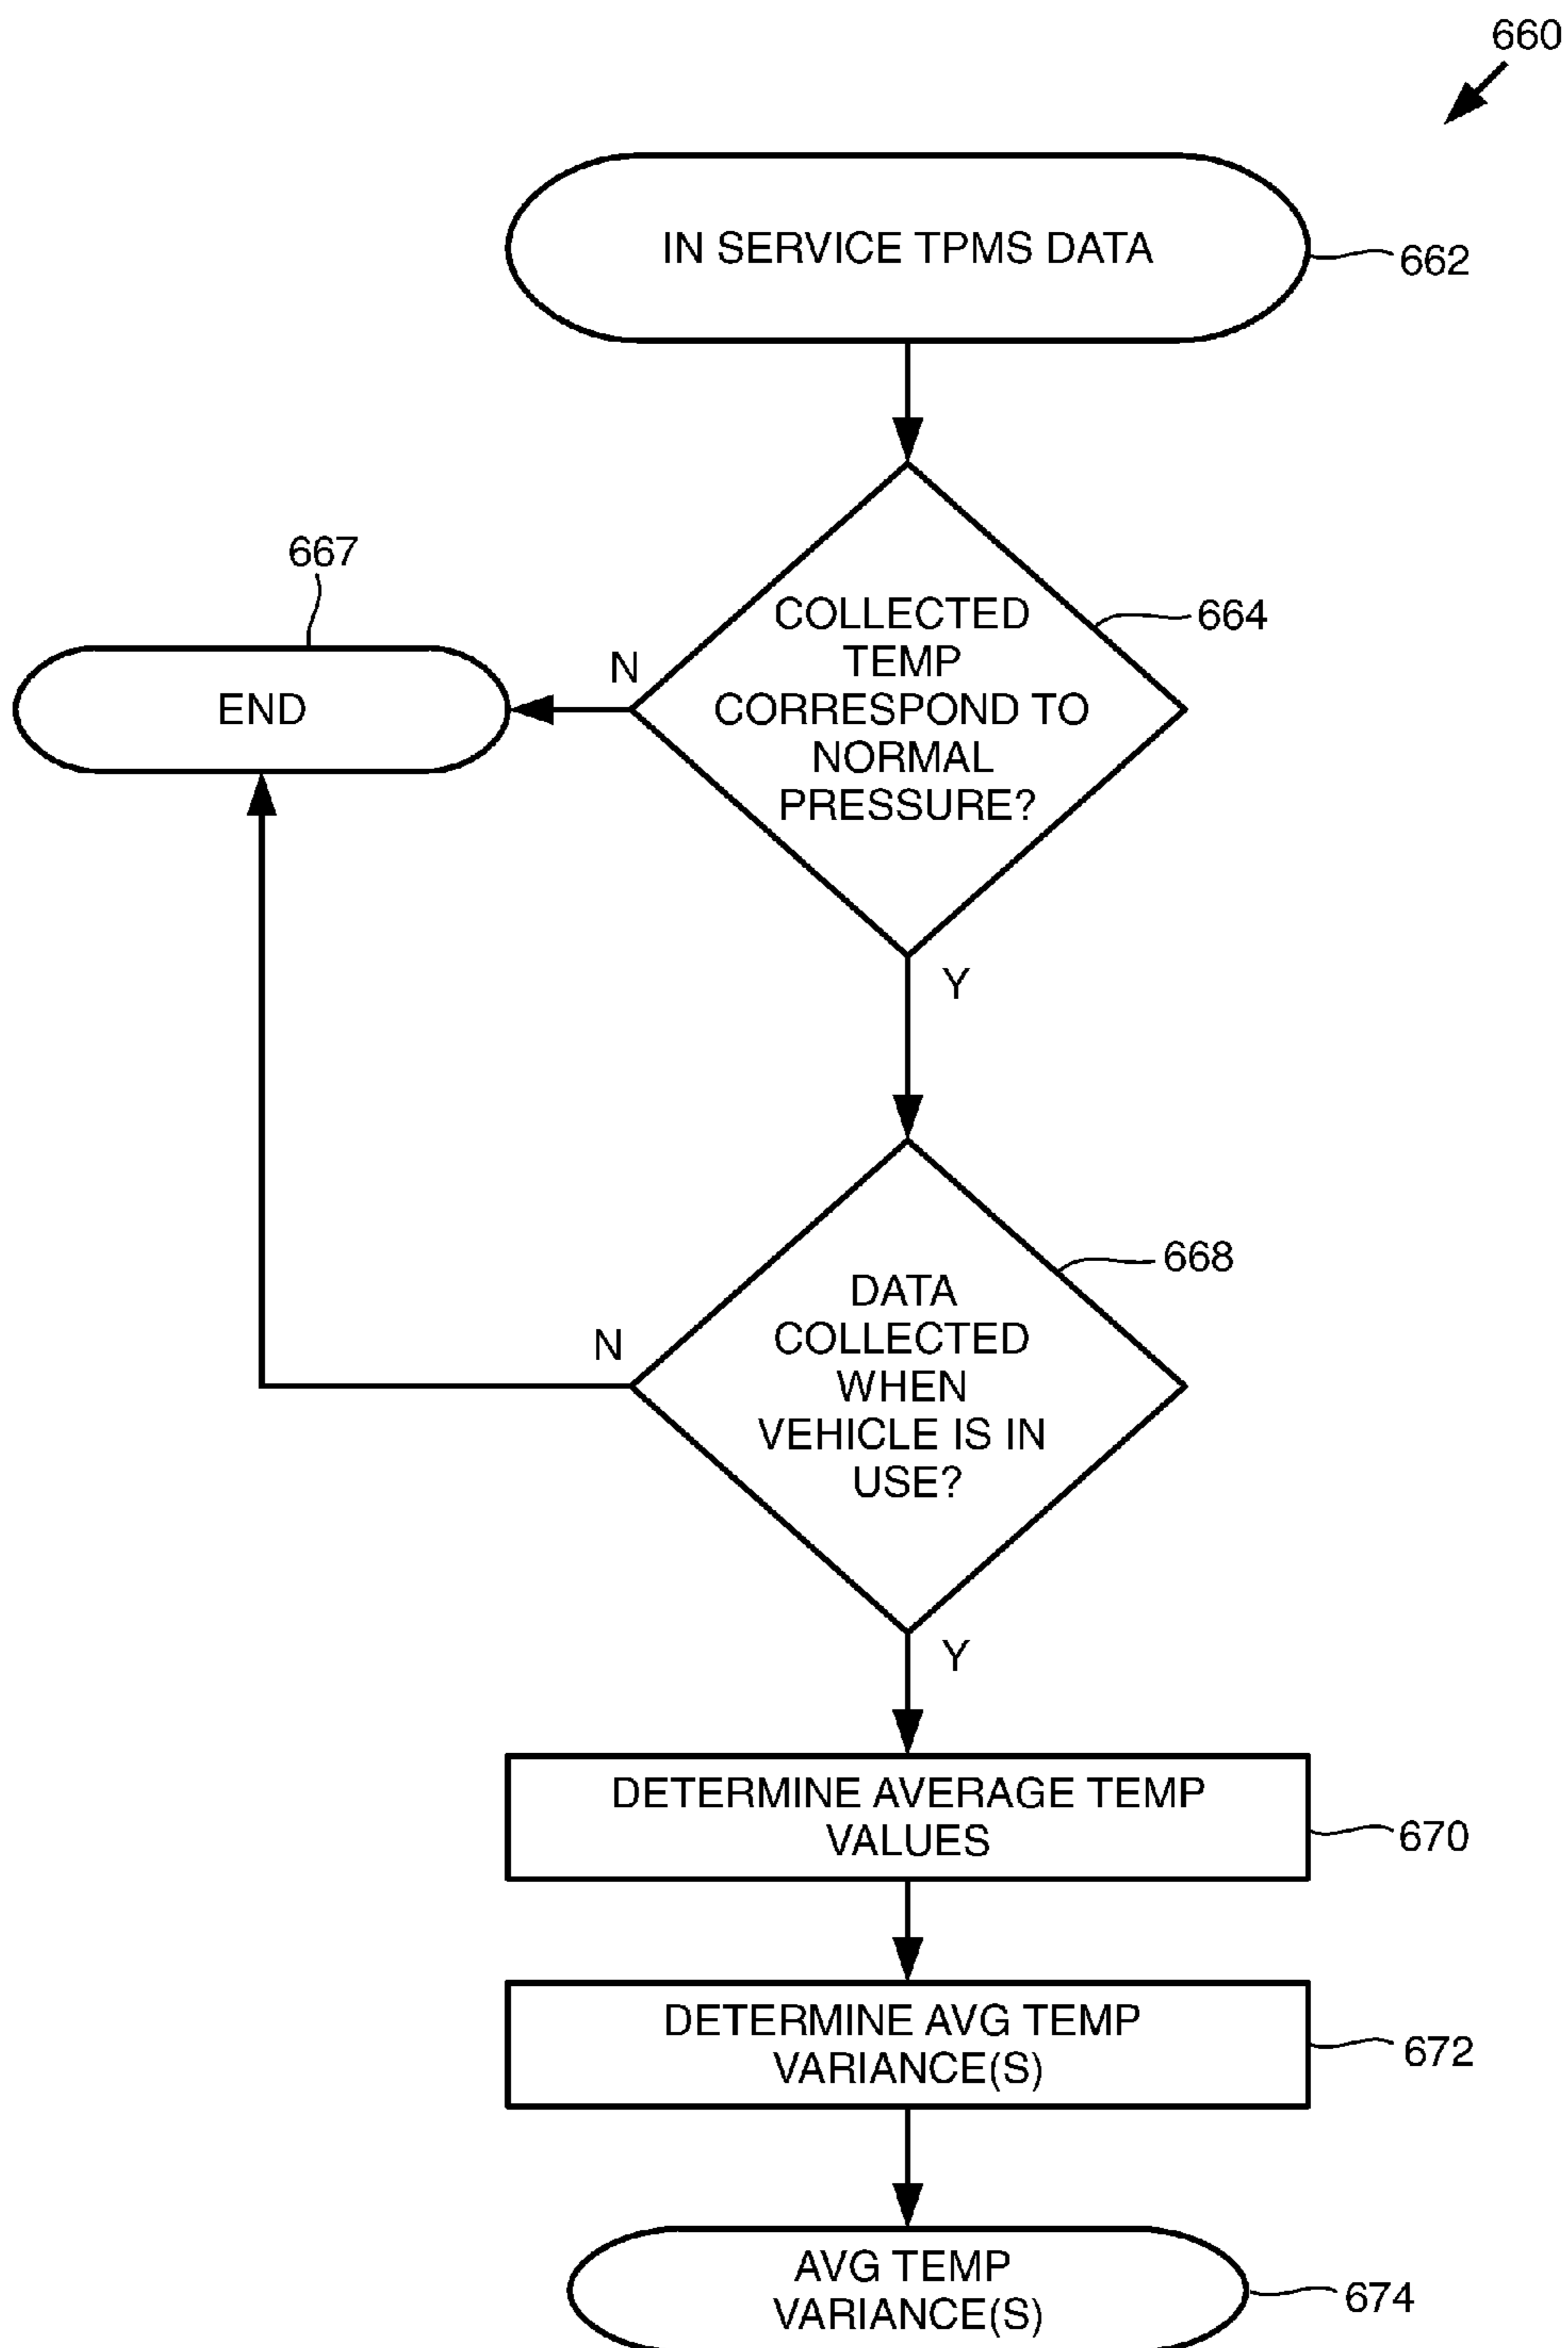 660
IN SERVICE TPMS DATA
662
667
COLLECTED
TEMP
CORRESPOND TO
NORMAL
PRESSURE?
664
N
END
Y
668
DATA
COLLECTED
WHEN
VEHICLE IS IN
USE?
N
Y
DETERMINE AVERAGE TEMP
VALUES
670
DETERMINE AVG TEMP
VARIANCE(S)
672
AVG TEMP
VARIANCE(S)
674